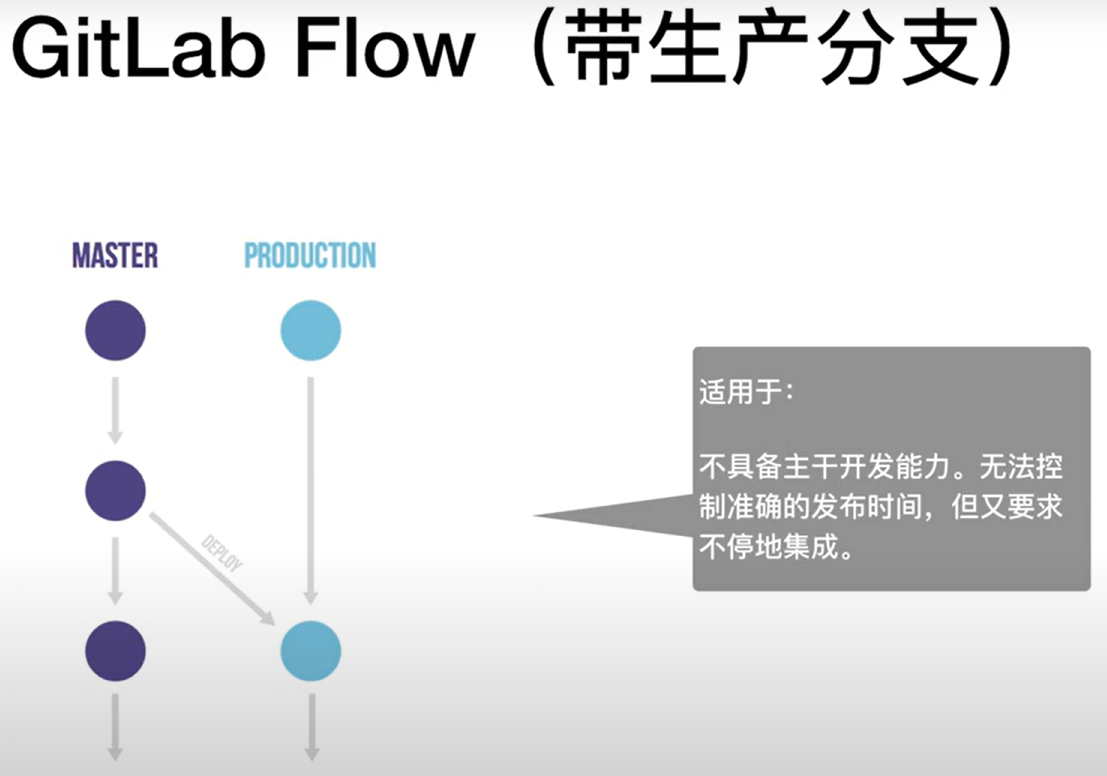 GitLab Flow（带生产分支）
MASTER
PRODUCTION
DEPLOY
适用于：
不具备主干开发能力。无法控
制准确的发布时间，但又要求
不停地集成。